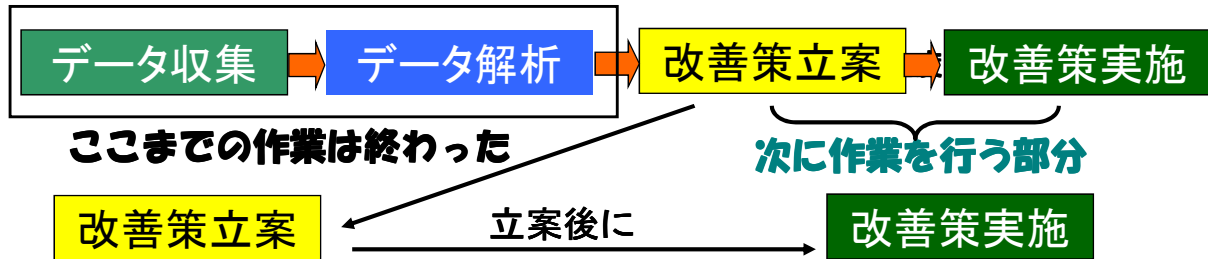 データ収集
データ解析
改善策立案
改善策実施
ここまでの作業は終わった
次に作業を行う部分
改善策立案
立案後に
改善策実施